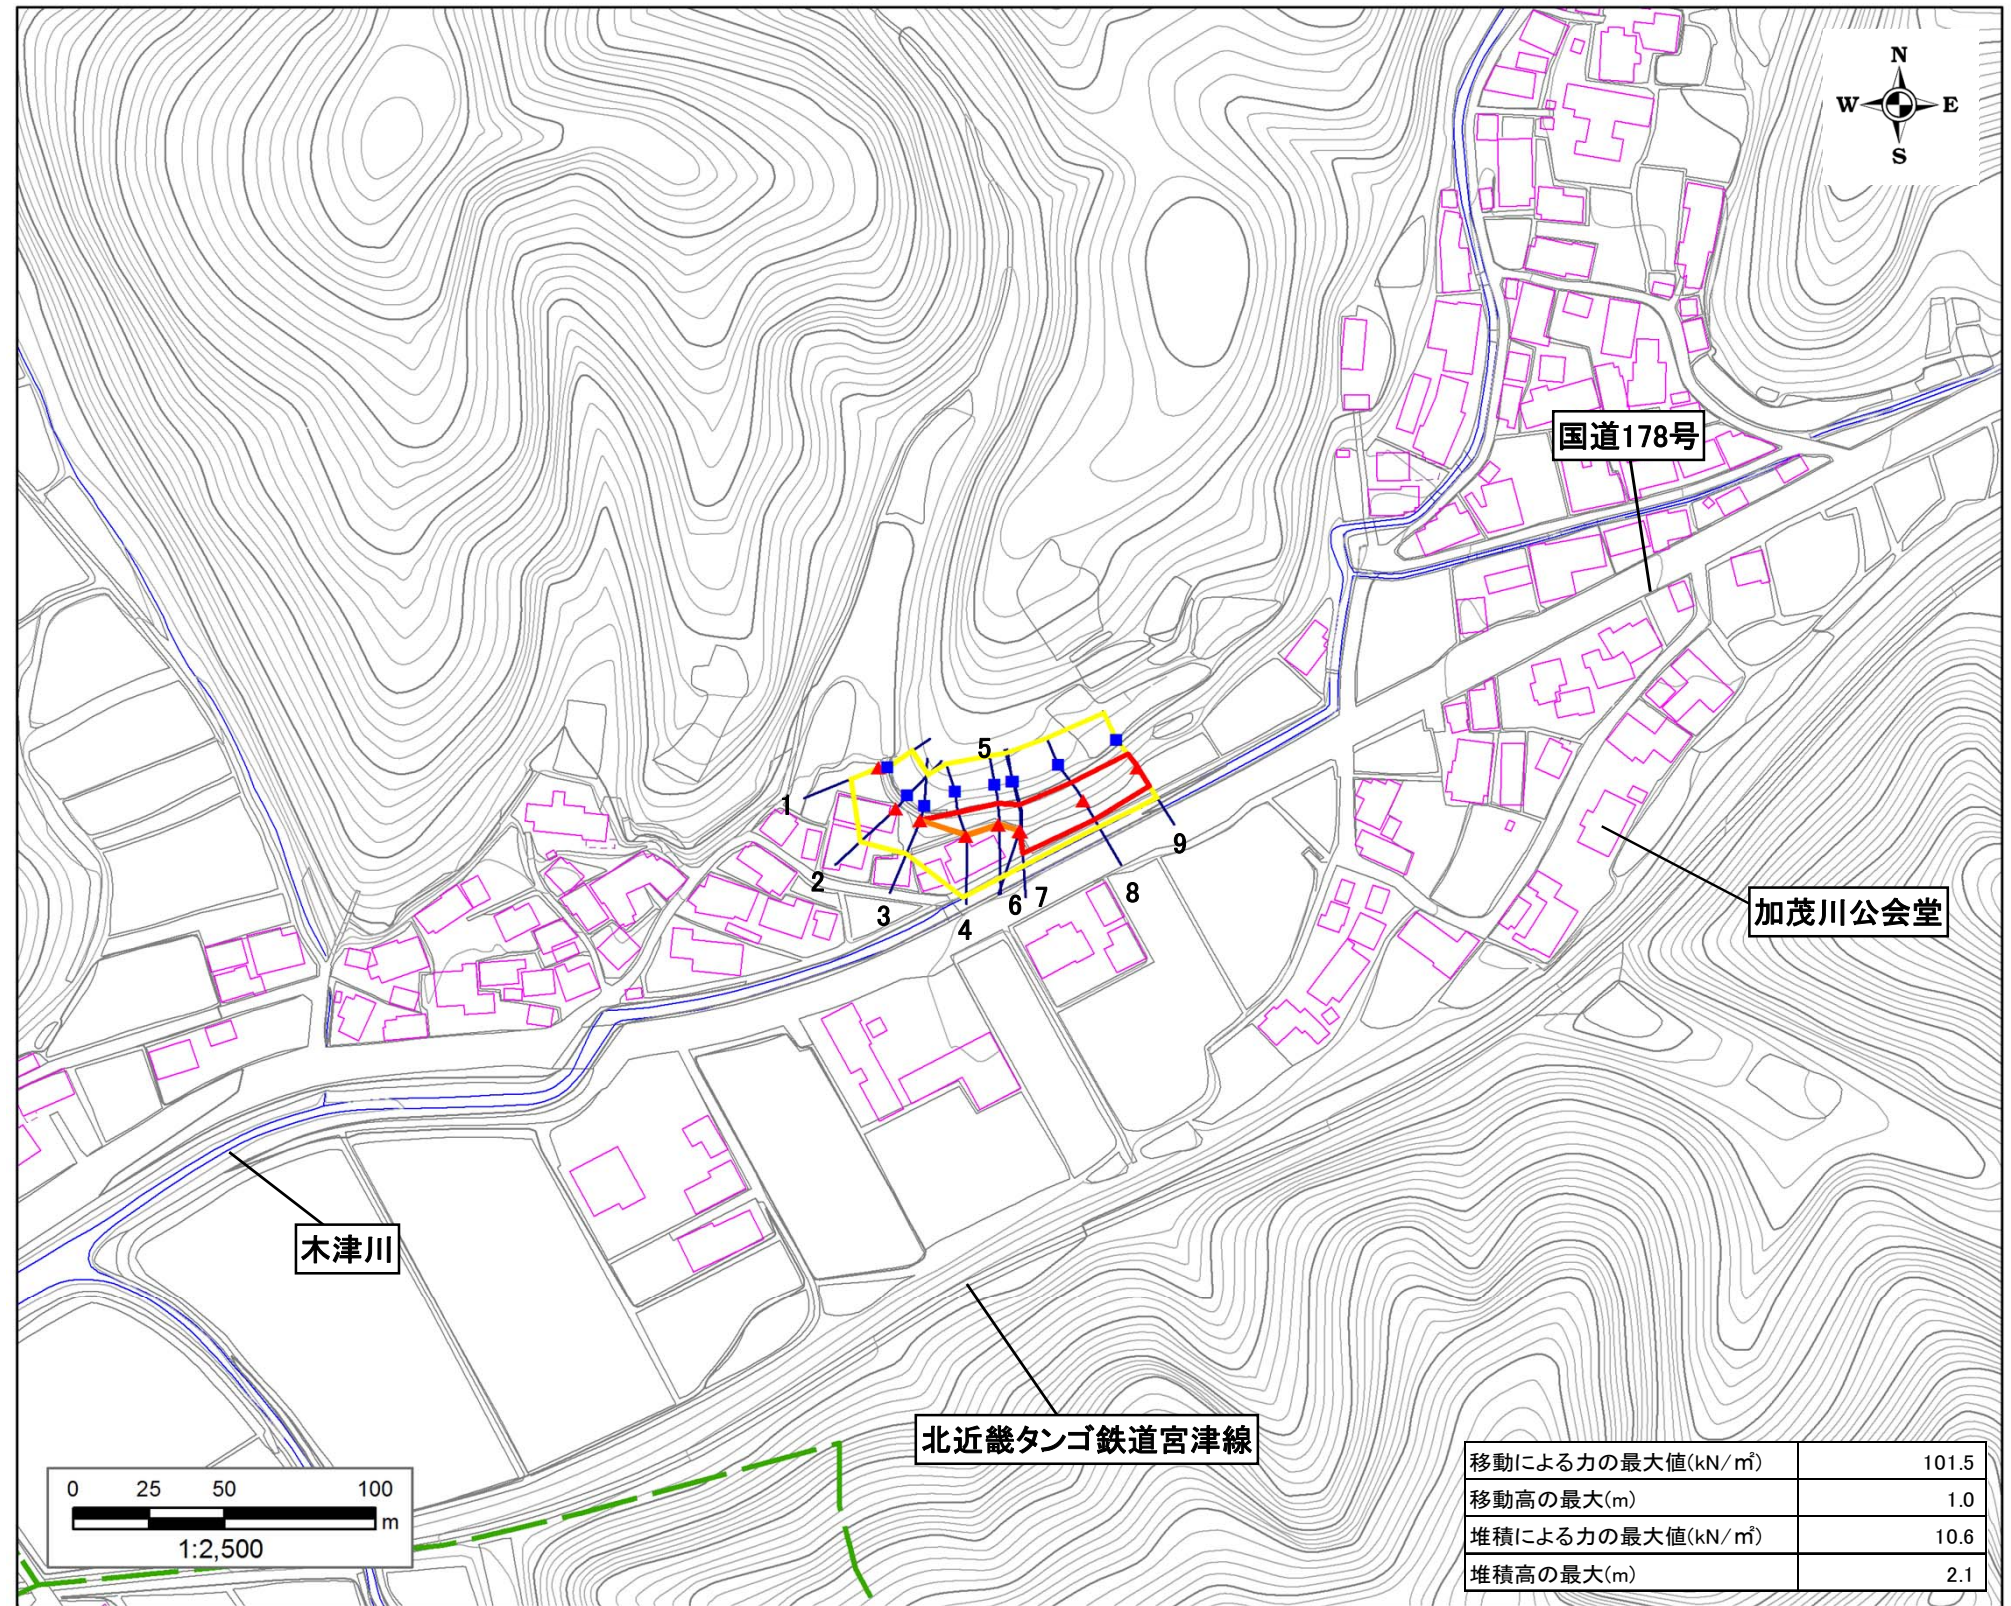 N
W E
S
国道178号
5
1
9
2
8
7
6
3
4
加茂川公会堂
木津川
北近畿タンゴ鉄道宮津線
0 25 50 100
m
1:2,500
移動による力の最大値(kN/㎡) 101.5
移動高の最大(m) 1.0
堆積による力の最大値(kN/㎡) 10.6
堆積高の最大(m) 2.1